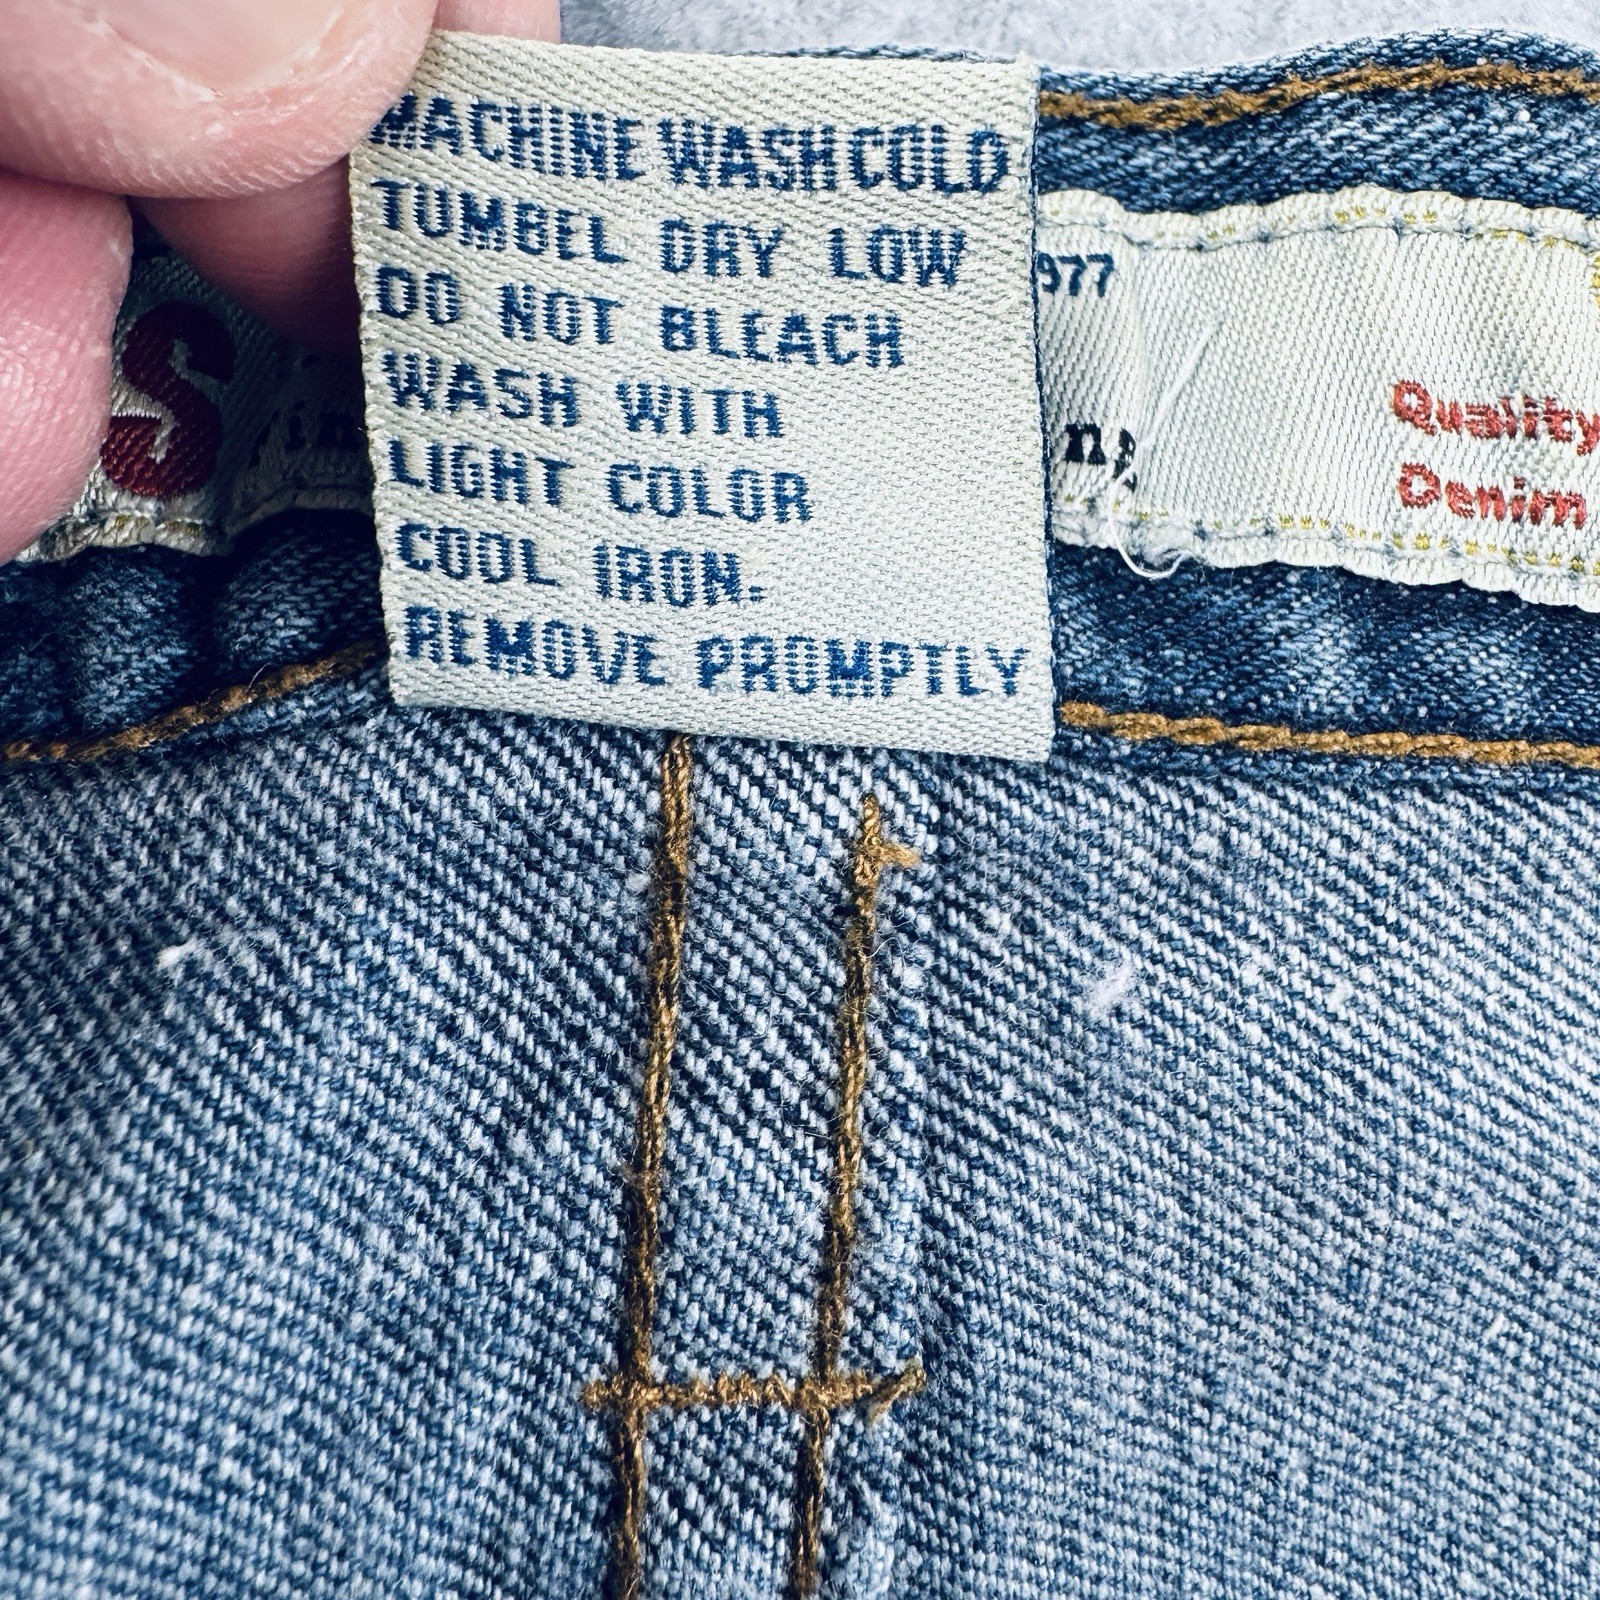 MACHINE WASH COLD
TUMBEL DRY LOW
DO NOT BLEACH
WASH WITH
LIGHT COLOR
COOL IRON.
REMOVE PROMPTLY
977
S
Quality
Denim